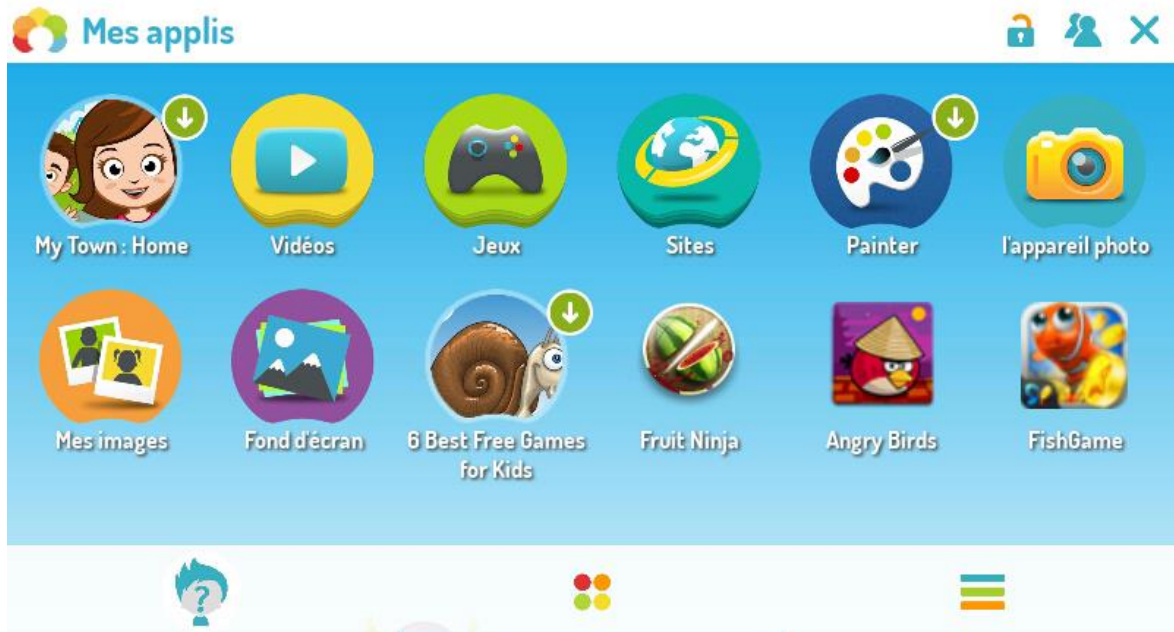 Mes applis
My Town : Home
Vidéos
Jeux
Sites
Painter
l'appareil photo
Mes images
Fond d'écran
6 Best Free Games
for Kids
Fruit Ninja
Angry Birds
FishGame
?